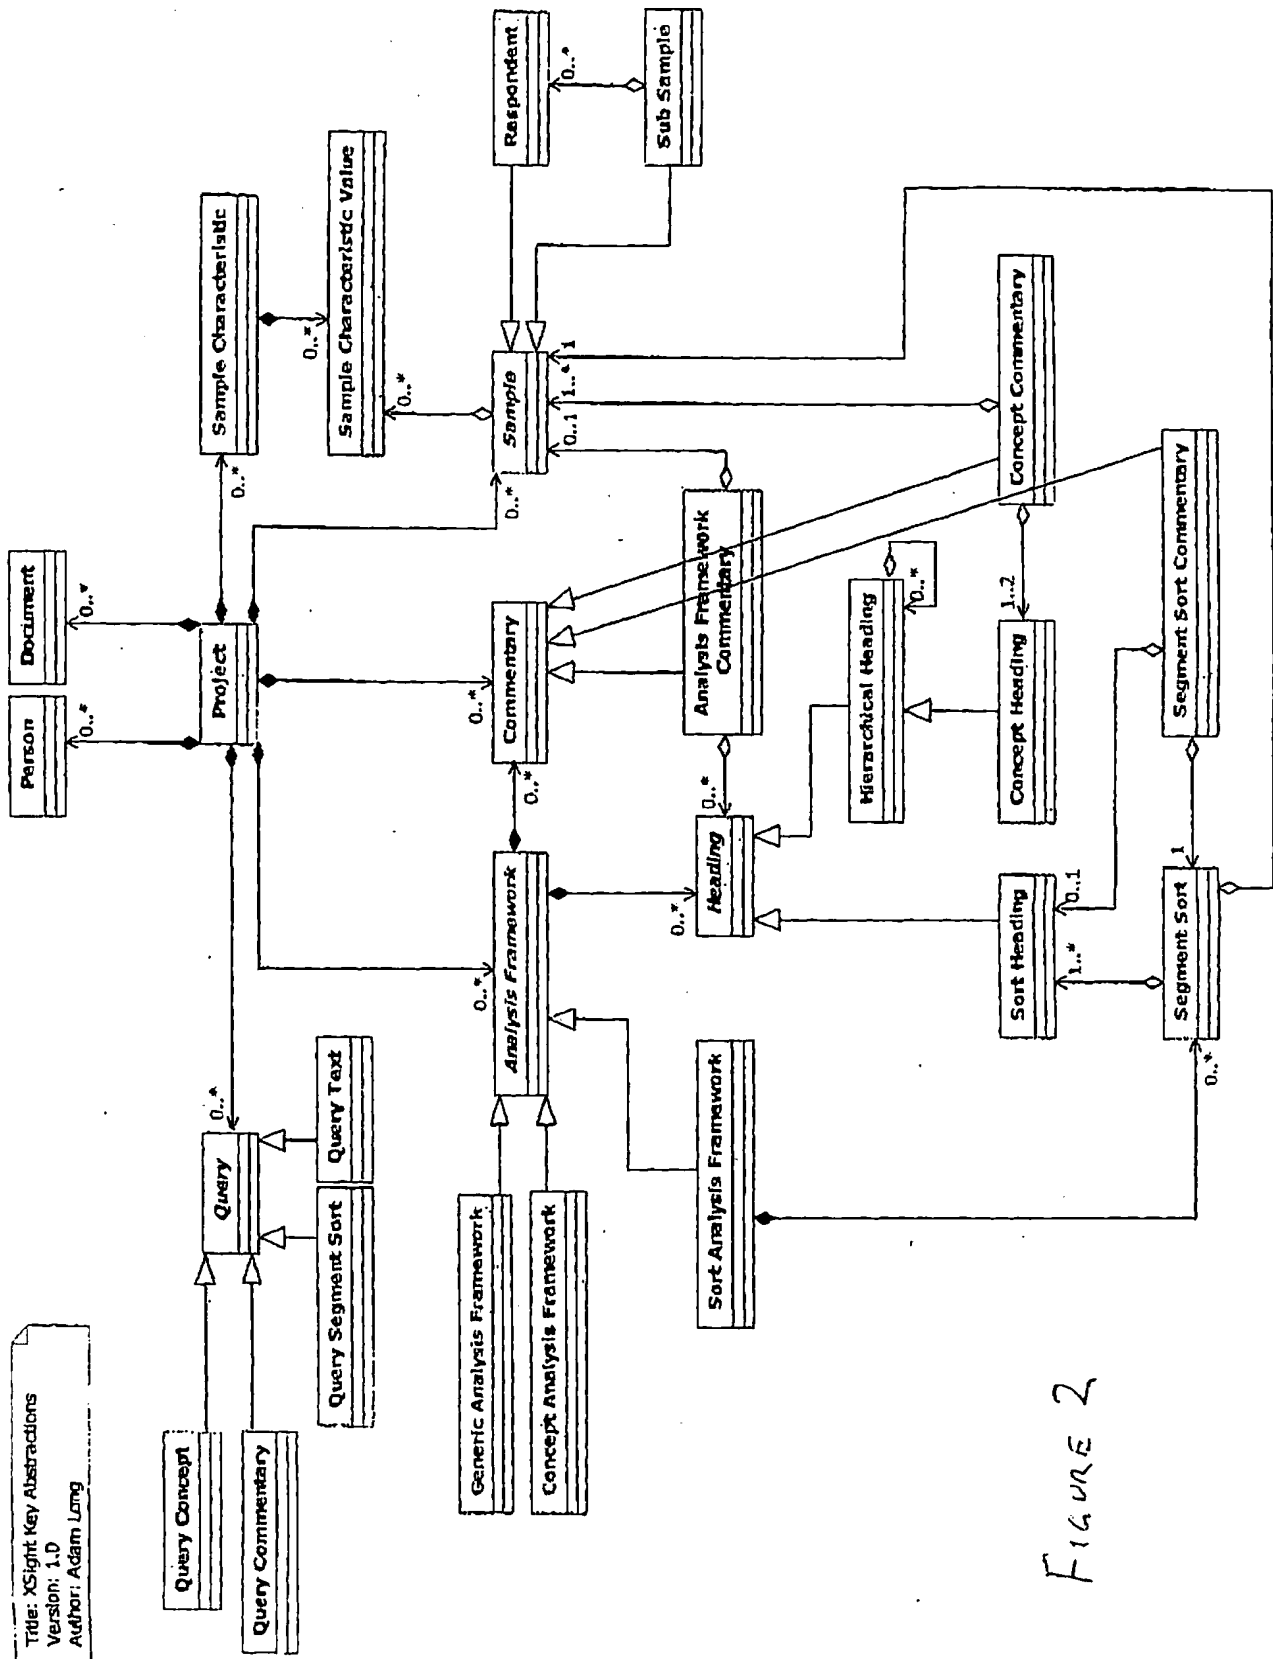 Title: XSight Key Abstractions
Version: 1.0
Author: Adam Long
Person
0..*
Document
0..*
Project
Query Concept
Query Commentary
Query
0..*
Query Segment Sort
Query Text
Sample Characteristic
0..*
0..*
Sample Characteristic Value
0..*
Generic Analysis Framework
Concept Analysis Framework
Analysis Framework
0..*
Commentary
0..*
0..*
Sample
0..*
0..1
1..*
1
Respondent
0..*
Sub Sample
Sort Analysis Framework
Heading
0..*
0..*
Analysis Framework
Commentary
Hierarchical Heading
0..*
Sort Heading
1..*
0..1
Concept Heading
1..2
Concept Commentary
Segment Sort
0..*
1
Segment Sort Commentary
FIGURE 2